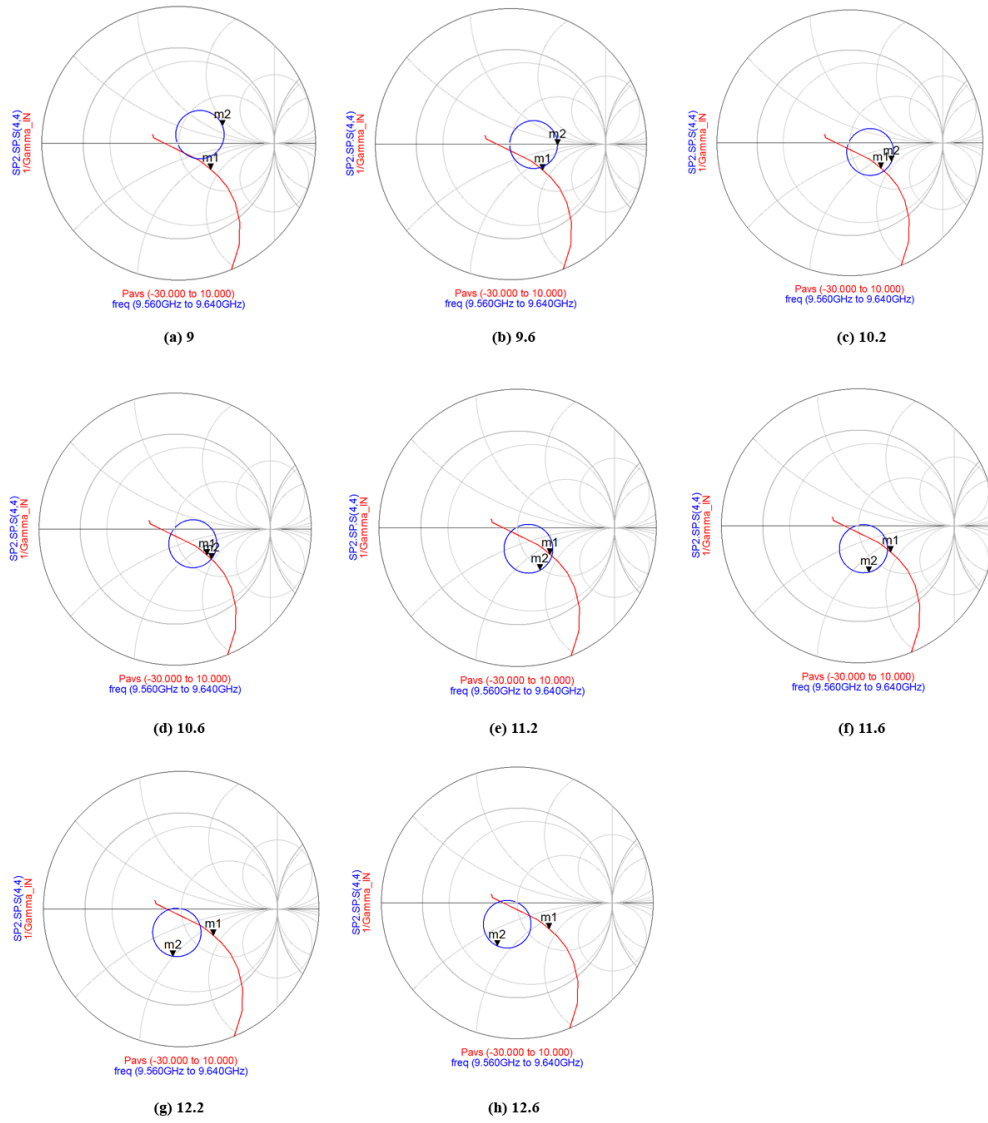 SP2.SP.S(4,4)
1/Gamma_IN
m2
m1
Pavs (-30.000 to 10.000)
freq (9.560GHz to 9.640GHz)
(a) 9
SP2.SP.S(4,4)
1/Gamma_IN
m2
m1
Pavs (-30.000 to 10.000)
freq (9.560GHz to 9.640GHz)
(b) 9.6
SP2.SP.S(4,4)
1/Gamma_IN
m1
m2
Pavs (-30.000 to 10.000)
freq (9.560GHz to 9.640GHz)
(c) 10.2
SP2.SP.S(4,4)
1/Gamma_IN
m1
m2
Pavs (-30.000 to 10.000)
freq (9.560GHz to 9.640GHz)
(d) 10.6
SP2.SP.S(4,4)
1/Gamma_IN
m1
m2
Pavs (-30.000 to 10.000)
freq (9.560GHz to 9.640GHz)
(e) 11.2
SP2.SP.S(4,4)
1/Gamma_IN
m1
m2
Pavs (-30.000 to 10.000)
freq (9.560GHz to 9.640GHz)
(f) 11.6
SP2.SP.S(4,4)
1/Gamma_IN
m1
m2
Pavs (-30.000 to 10.000)
freq (9.560GHz to 9.640GHz)
(g) 12.2
SP2.SP.S(4,4)
1/Gamma_IN
m1
m2
Pavs (-30.000 to 10.000)
freq (9.560GHz to 9.640GHz)
(h) 12.6